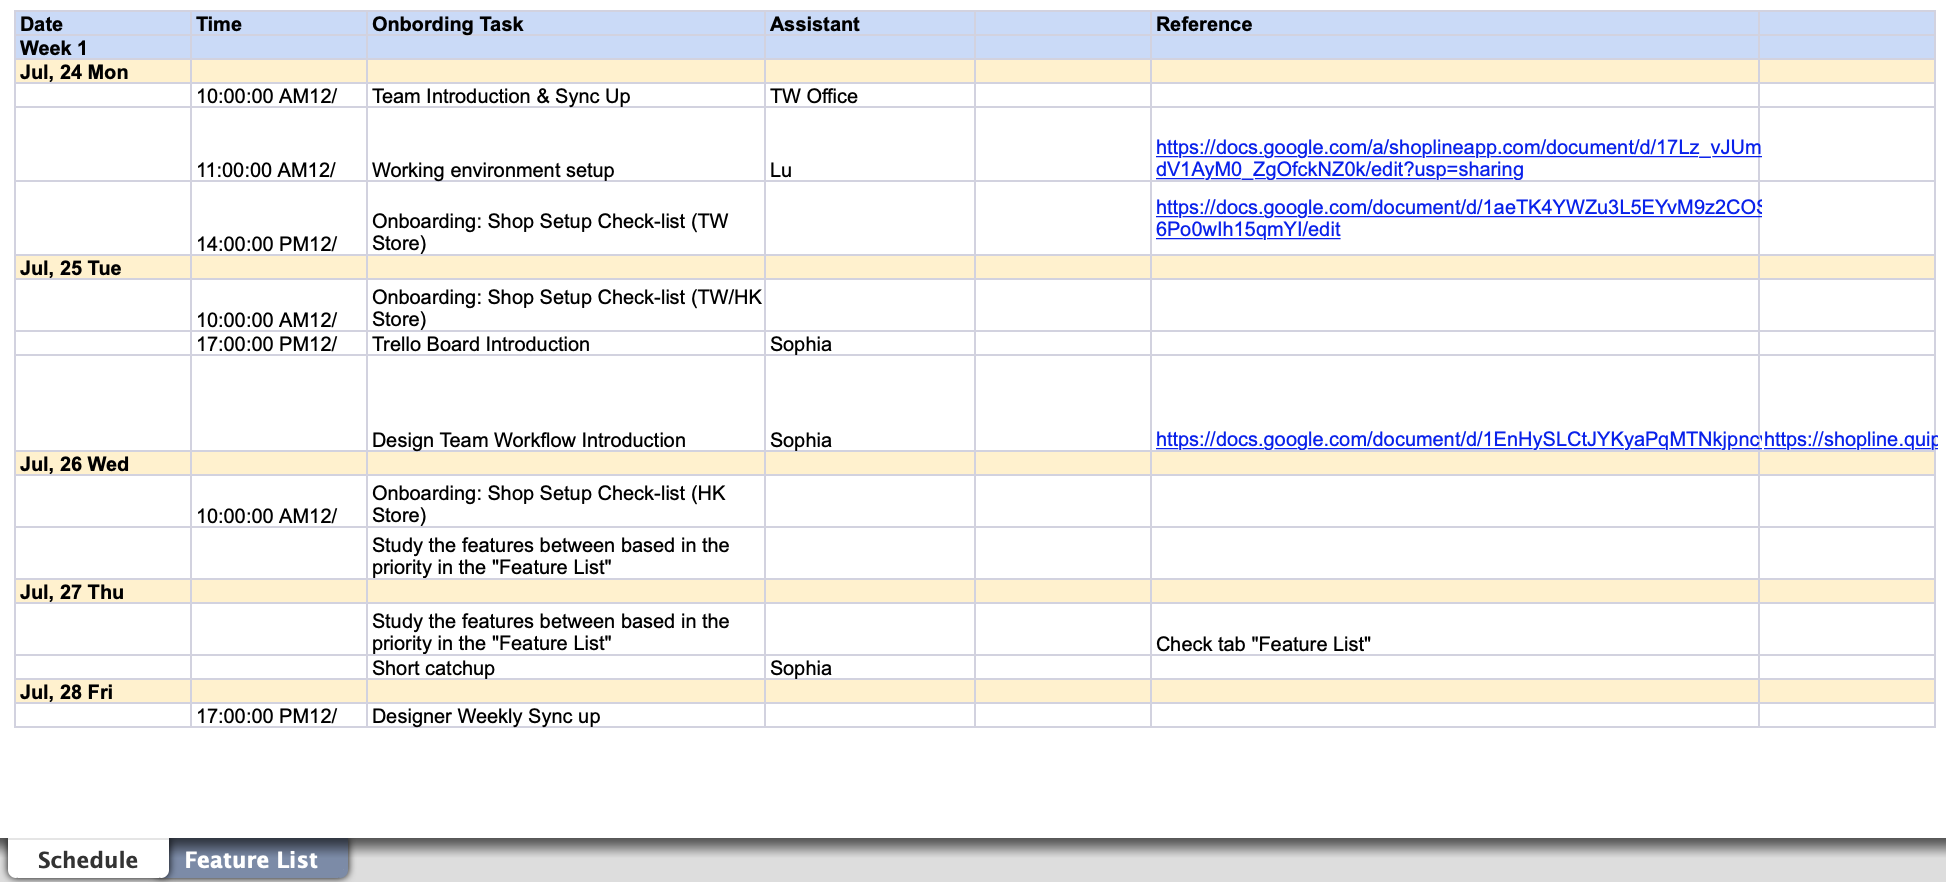 Date Time Onbording Task Assistant Reference
Week 1
Jul, 24 Mon
10:00:00 AM12/ Team Introduction & Sync Up TW Office
https://docs.google.com/a/shoplineapp.com/document/d/17Lz_vJUm
11:00:00 AM12/ Working environment setup Lu dV1AyM0_ZgOfckNZ0k/edit?usp=sharing
https://docs.google.com/document/d/1aeTK4YWZu3L5EYvM9z2COS
Onboarding: Shop Setup Check-list (TW 6Po0wIh15qmYI/edit
14:00:00 PM12/ Store)
Jul, 25 Tue
Onboarding: Shop Setup Check-list (TW/HK
10:00:00 AM12/ Store)
17:00:00 PM12/ Trello Board Introduction Sophia
Design Team Workflow Introduction Sophia https://docs.google.com/document/d/1EnHySLCtJYKyaPqMTNkjpncv https://shopline.quip
Jul, 26 Wed
Onboarding: Shop Setup Check-list (HK
10:00:00 AM12/ Store)
Study the features between based in the
priority in the "Feature List"
Jul, 27 Thu
Study the features between based in the
priority in the "Feature List" Check tab "Feature List"
Short catchup Sophia
Jul, 28 Fri
17:00:00 PM12/ Designer Weekly Sync up
Schedule Feature List